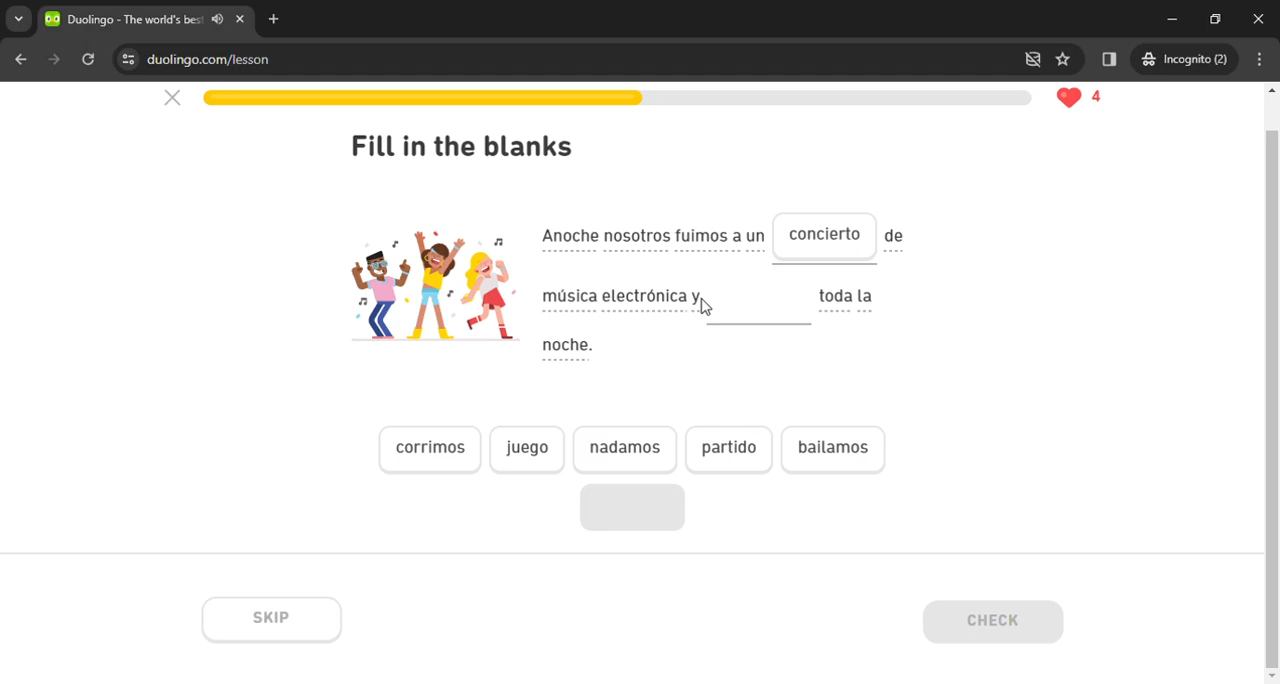 Duolingo - The world's bes
duolingo.com/lesson
Incognito (2)
4
Fill in the blanks
Anoche nosotros fuimos a un concierto de
música electrónica y toda la
noche.
corrimos juego nadamos partido bailamos
SKIP
CHECK